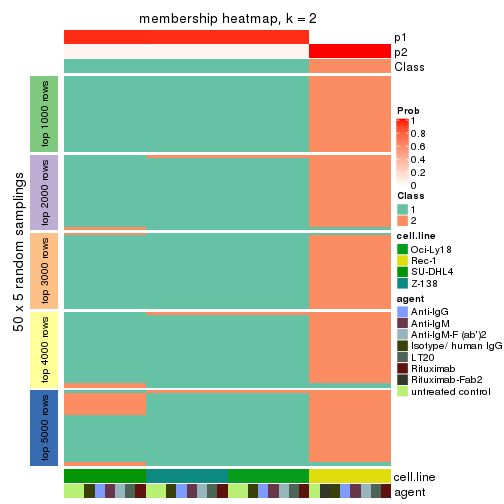 membership heatmap, k = 2
p1
p2
Class
50 x 5 random samplings
top 1000 rows
top 2000 rows
top 3000 rows
top 4000 rows
top 5000 rows
cell.line
agent
Prob
1
0.8
0.6
0.4
0.2
0
Class
1
2
cell.line
Oci-Ly18
Rec-1
SU-DHL4
Z-138
agent
Anti-IgG
Anti-IgM
Anti-IgM-F (ab')2
Isotype/ human IgG
LT20
Rituximab
Rituximab-Fab2
untreated control